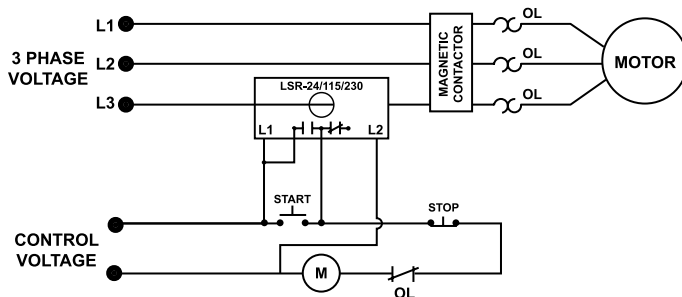 L1
OL
3 PHASE
VOLTAGE
L2
MAGNETIC
CONTACTOR
OL
MOTOR
LSR-24/115/230
L3
OL
L1
L2
START
STOP
CONTROL
VOLTAGE
M
OL